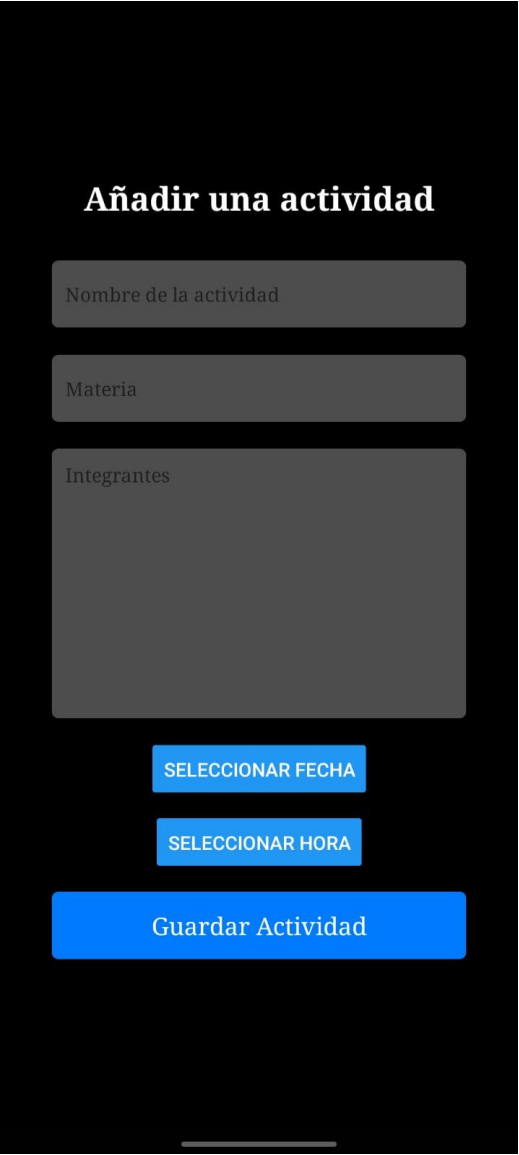 Añadir una actividad
Nombre de la actividad
Materia
Integrantes
SELECCIONAR FECHA
SELECCIONAR HORA
Guardar Actividad